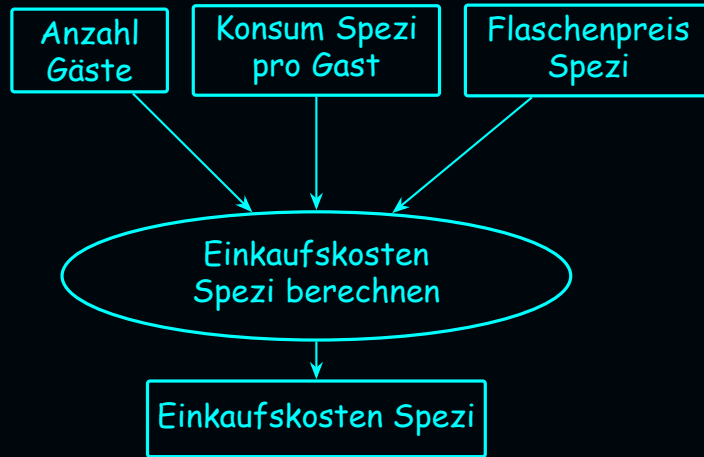 Anzahl
Gäste
Konsum Spezi
pro Gast
Flaschenpreis
Spezi
Einkaufskosten
Spezi berechnen
Einkaufskosten Spezi